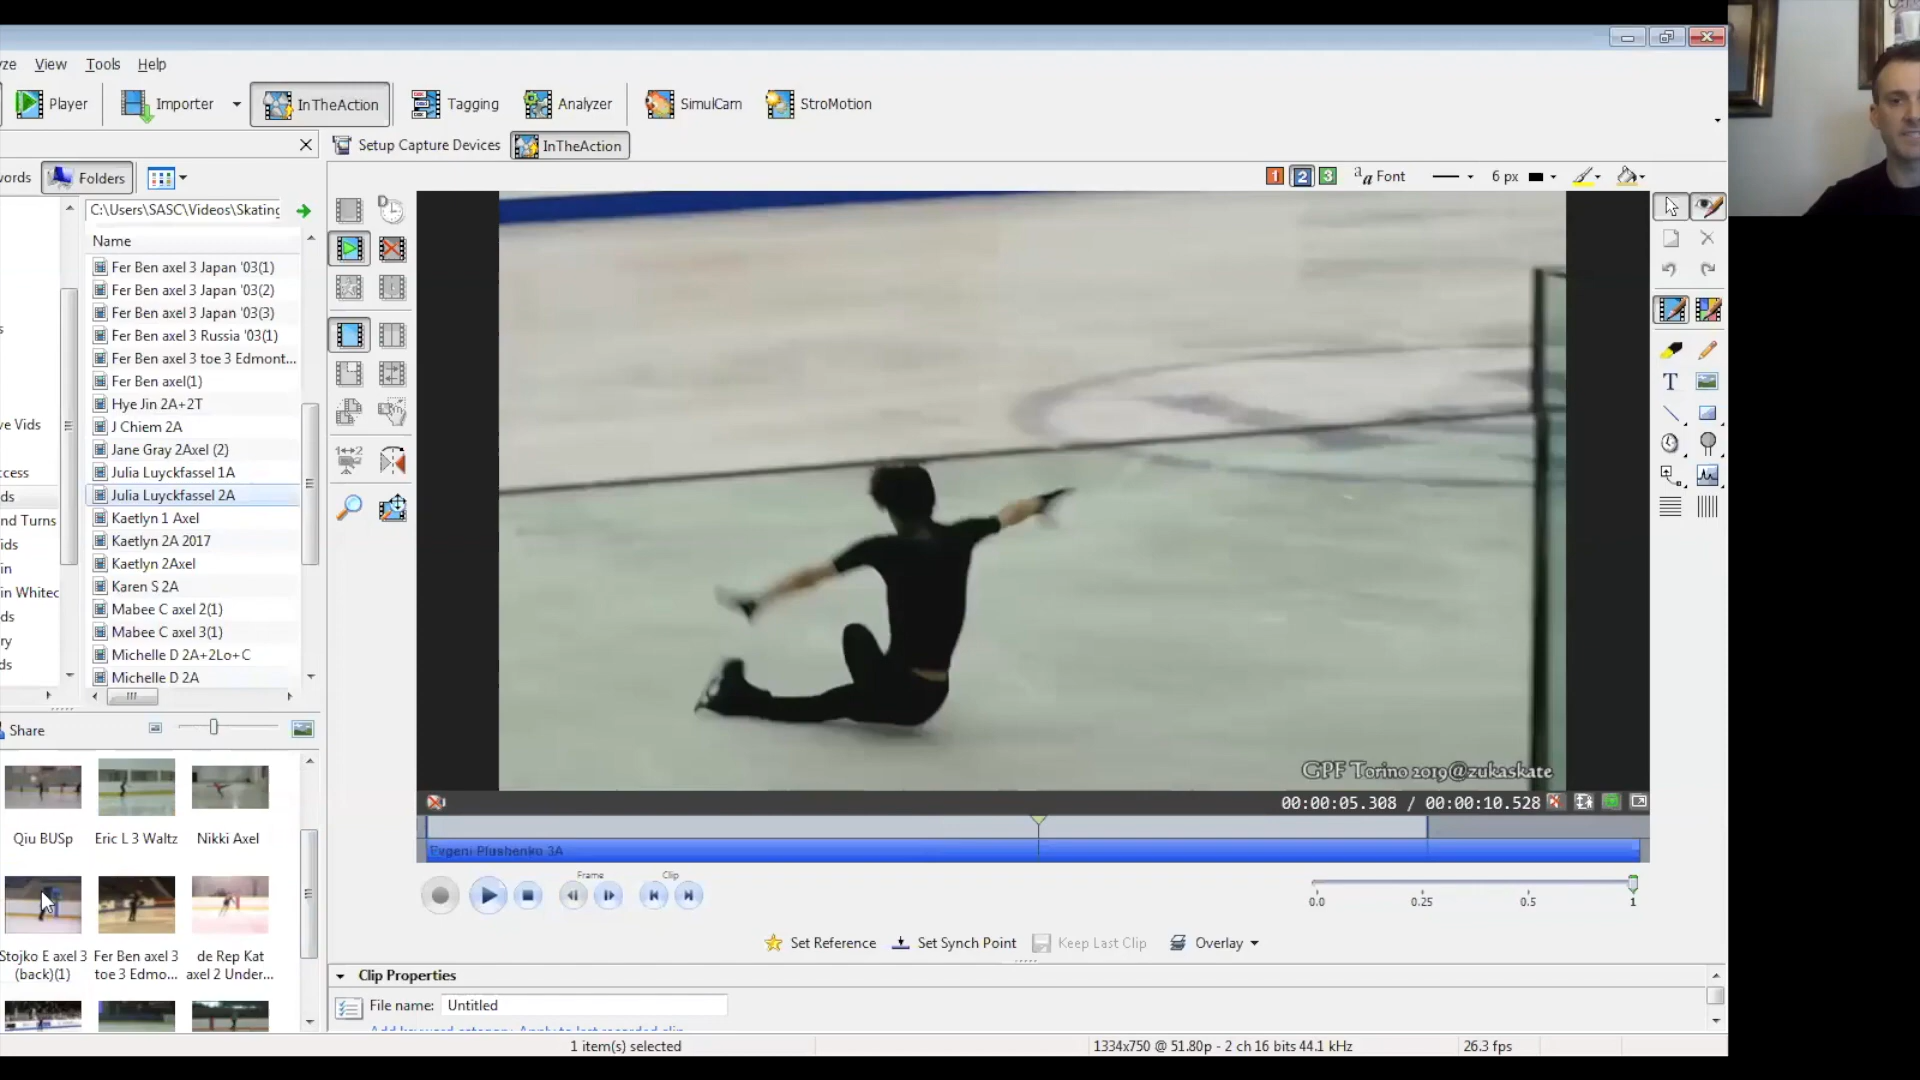 ze View Tools Help
Player Importer InTheAction Tagging Analyzer SimulCam StroMotion
Setup Capture Devices InTheAction
ords Folders
1 2 3 aa Font 6 px
C:\Users\SASC\Videos\Skating
Name
Fer Ben axel 3 Japan '03(1)
Fer Ben axel 3 Japan '03(2)
Fer Ben axel 3 Japan '03(3)
Fer Ben axel 3 Russia '03(1)
Fer Ben axel 3 toe 3 Edmont...
Fer Ben axel(1)
Hye Jin 2A+2T
J Chiem 2A
Jane Gray 2Axel (2)
Julia Luyckfassel 1A
Julia Luyckfassel 2A
Kaetlyn 1 Axel
Kaetlyn 2A 2017
Kaetlyn 2Axel
Karen S 2A
Mabee C axel 2(1)
Mabee C axel 3(1)
Michelle D 2A+2Lo+C
Michelle D 2A
s
ve Vids
ccess
ds
nd Turns
ids
in
in Whitec
ds
ry
ds
Share
Qiu BUSp
Eric L 3 Waltz
Nikki Axel
Stojko E axel 3 (back)(1)
Fer Ben axel 3 toe 3 Edmo...
de Rep Kat axel 2 Under...
GPF Torino 2019@zukaskate
00:00:05.308 / 00:00:10.528
Evgeni Plushenko 3A
Frame Clip
0.0 0.25 0.5 1
Set Reference Set Synch Point Keep Last Clip Overlay
Clip Properties
File name: Untitled
1 item(s) selected
1334x750 @ 51.80p - 2 ch 16 bits 44.1 kHz
26.3 fps